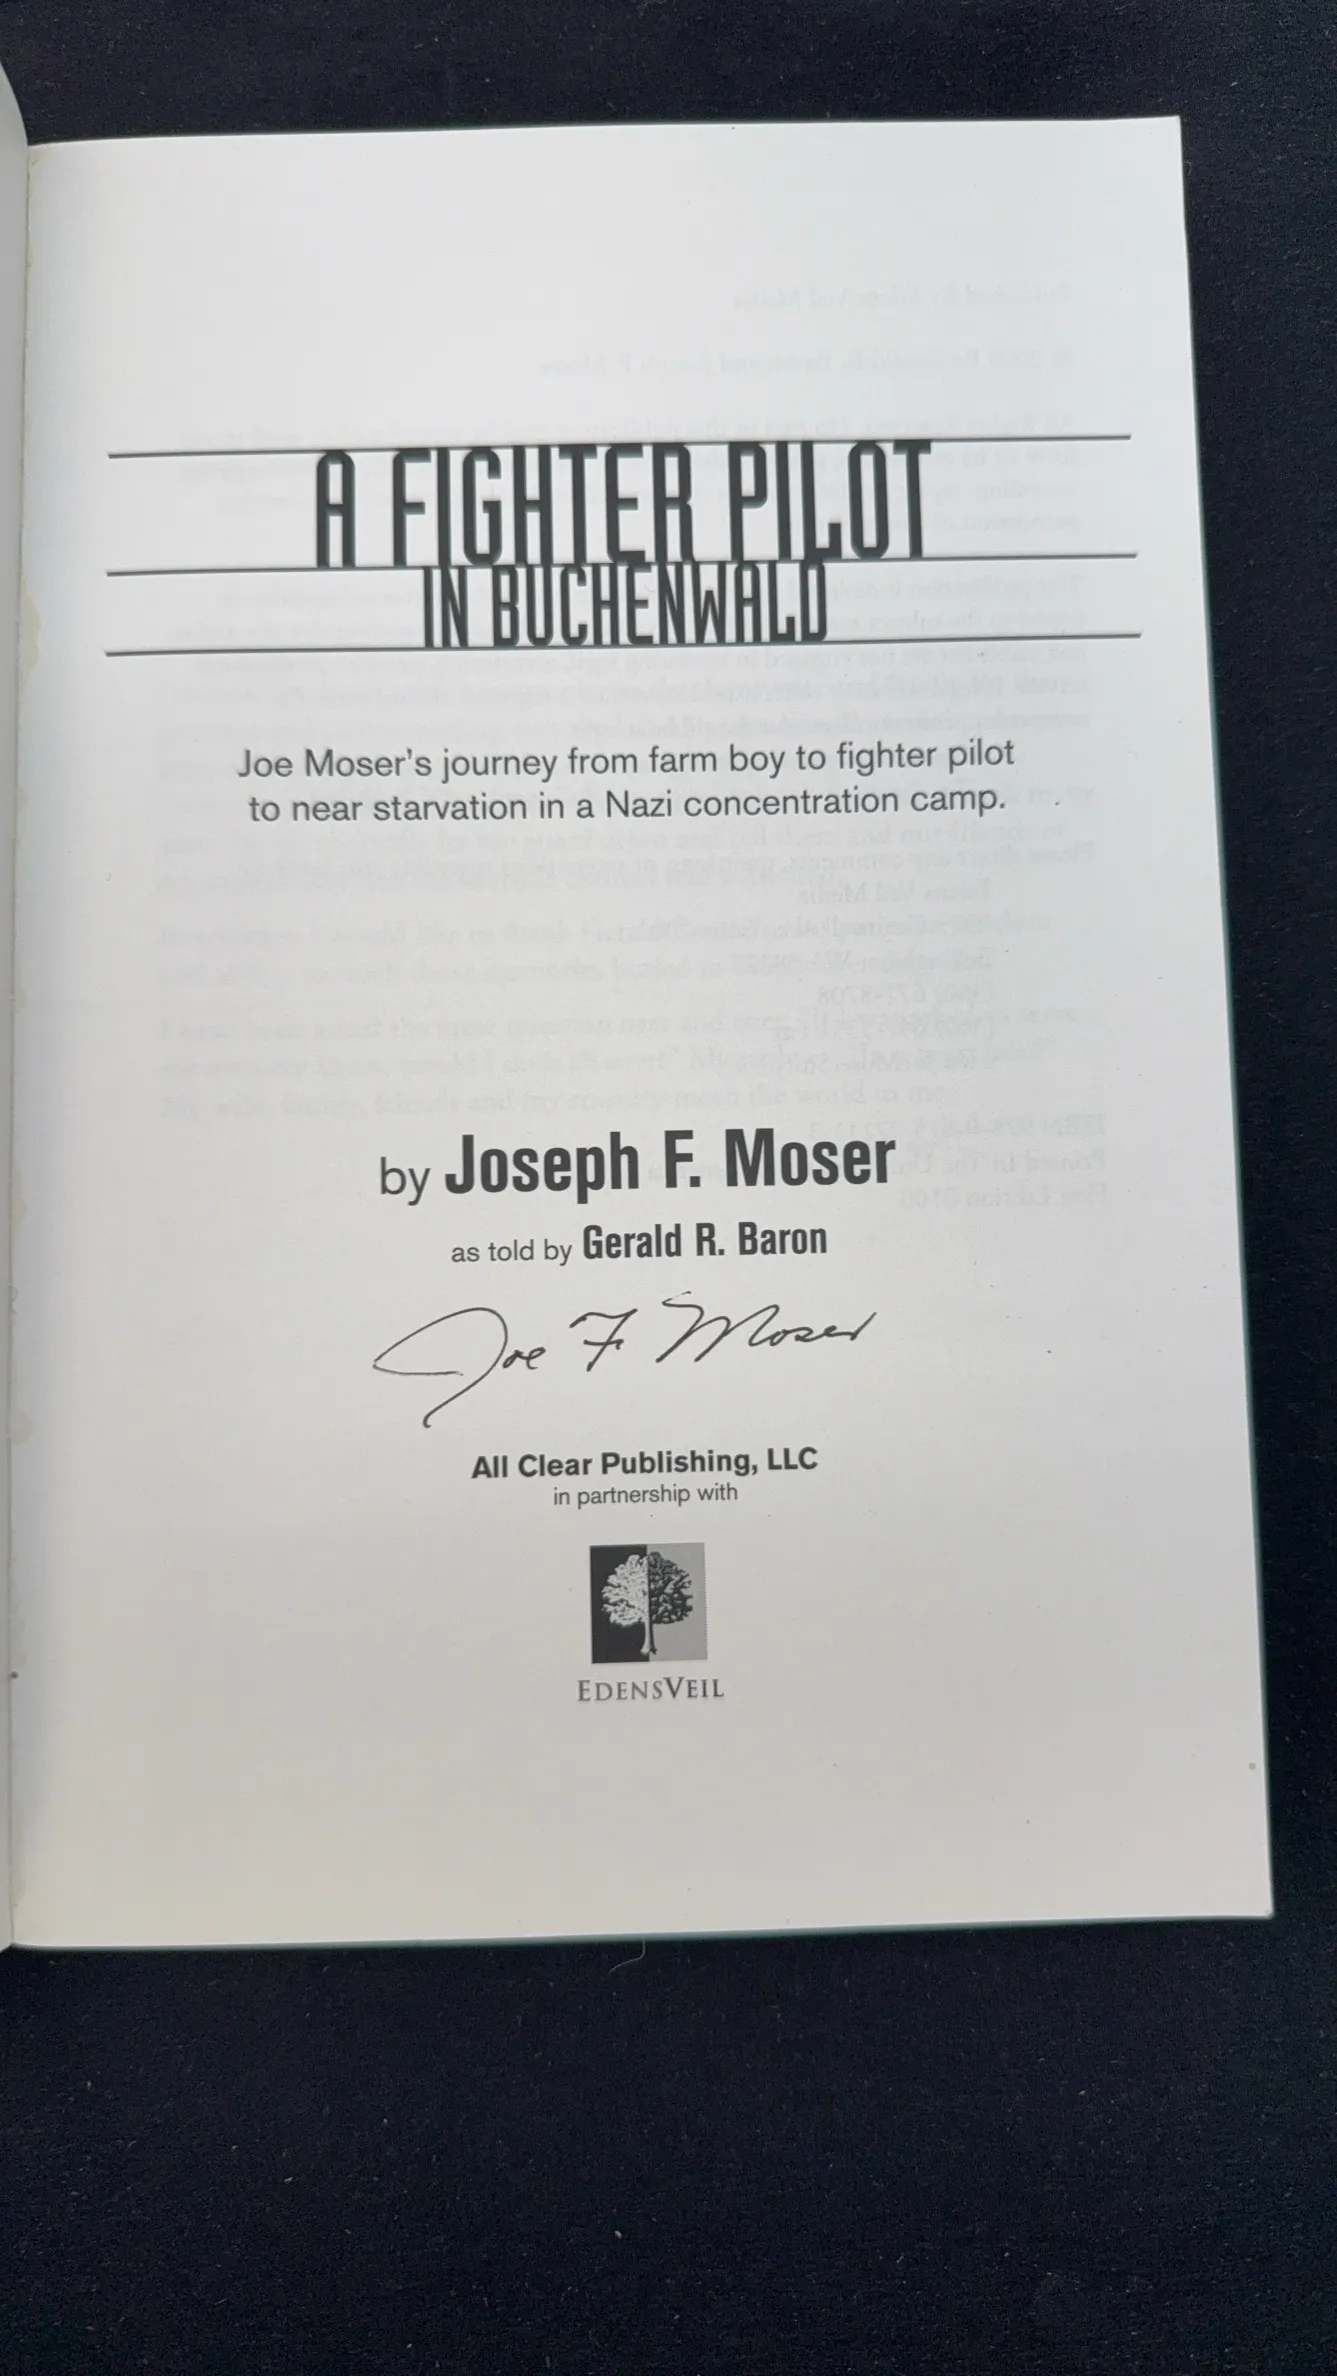 A FIGHTER PILOT
IN BUCHENWALD
Joe Moser's journey from farm boy to fighter pilot
to near starvation in a Nazi concentration camp.
by Joseph F. Moser
as told by Gerald R. Baron
Joe F Moser
All Clear Publishing, LLC
in partnership with
EDENSVEIL